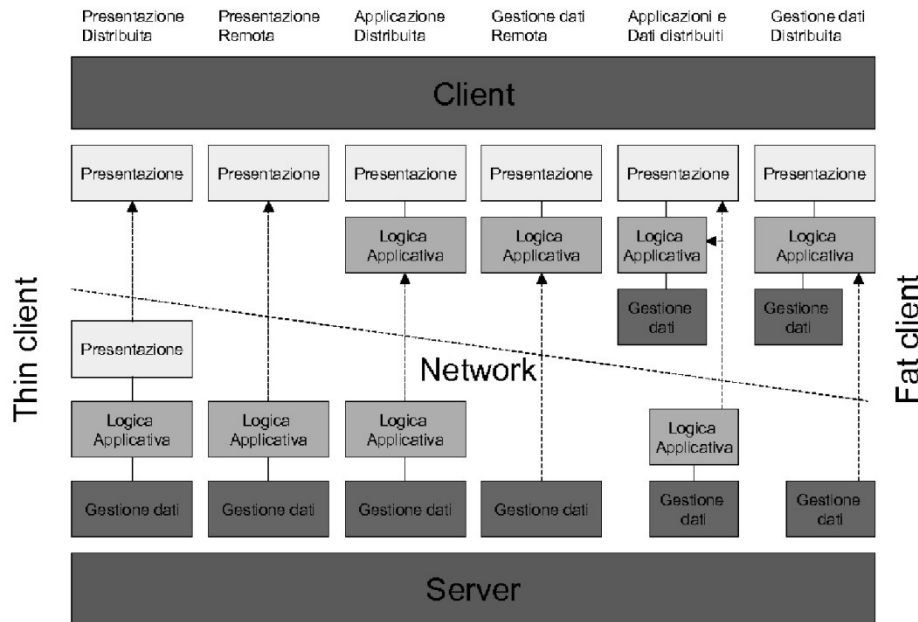 Presentazione Distribuita
Presentazione Remota
Applicazione Distribuita
Gestione dati Remota
Applicazioni e Dati distribuiti
Gestione dati Distribuita
Client
Presentazione
Presentazione
Presentazione
Presentazione
Presentazione
Presentazione
Logica
Applicativa
Logica
Applicativa
Logica
Applicativa
Logica
Applicativa
Gestione
dati
Gestione
dati
Thin client
Network
Fat client
Presentazione
Logica
Applicativa
Logica
Applicativa
Logica
Applicativa
Logica
Applicativa
Gestione dati
Gestione dati
Gestione dati
Gestione dati
Gestione
dati
Gestione
dati
Server